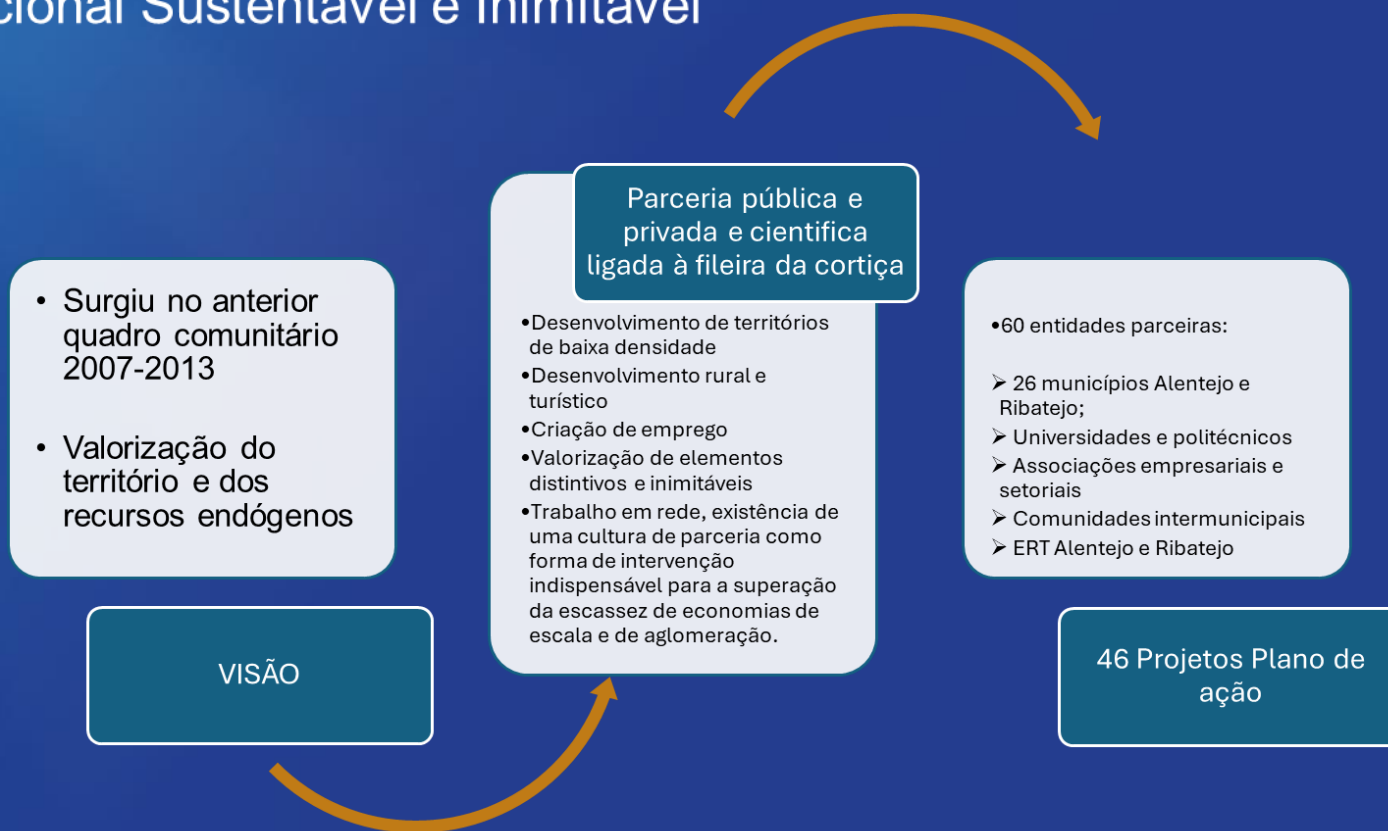 cional Sustentável e Inimitável
• Surgiu no anterior
quadro comunitário
2007-2013
• Valorização do
território e dos
recursos endógenos
VISÃO
Parceria pública e
privada e cientifica
ligada à fileira da cortiça
•Desenvolvimento de territórios
de baixa densidade
•Desenvolvimento rural e
turístico
•Criação de emprego
•Valorização de elementos
distintivos e inimitáveis
•Trabalho em rede, existência de
uma cultura de parceria como
forma de intervenção
indispensável para a superação
da escassez de economias de
escala e de aglomeração.
•60 entidades parceiras:
➢ 26 municípios Alentejo e
Ribatejo;
➢ Universidades e politécnicos
➢ Associações empresariais e
setoriais
➢ Comunidades intermunicipais
➢ ERT Alentejo e Ribatejo
46 Projetos Plano de
ação